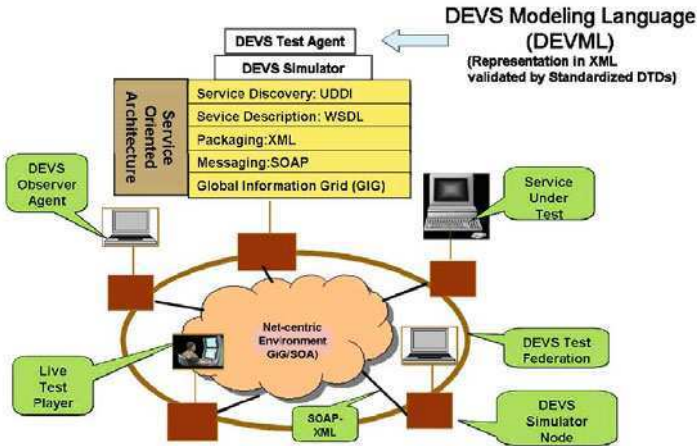 DEVS Modeling Language
(DEVML)
(Representation in XML
validated by Standardized DTDs)
DEVS Test Agent
DEVS Simulator
Service
Oriented
Architecture
Service Discovery: UDDI
Sevice Description: WSDL
Packaging:XML
Messaging:SOAP
Global Information Grid (GIG)
DEVS
Observer
Agent
Service
Under
Test
Net-centric
Environment
GiG/SOA)
DEVS Test
Federation
Live
Test
Player
SOAP-
XML
DEVS
Simulator
Node